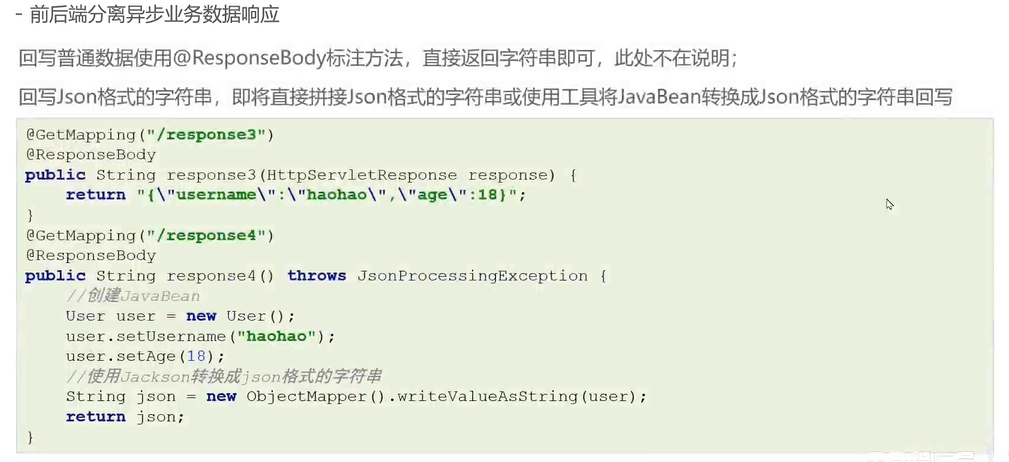 - 前后端分离异步业务数据响应
回写普通数据使用@ResponseBody标注方法，直接返回字符串即可，此处不在说明；
回写Json格式的字符串，即将直接拼接Json格式的字符串或使用工具将JavaBean转换成Json格式的字符串回写
@GetMapping("/response3")
@ResponseBody
public String response3(HttpServletResponse response) {
    return "{\"username\":\"haohao\",\"age\":18}";
}
@GetMapping("/response4")
@ResponseBody
public String response4() throws JsonProcessingException {
    //创建JavaBean
    User user = new User();
    user.setUsername("haohao");
    user.setAge(18);
    //使用Jackson转换成json格式的字符串
    String json = new ObjectMapper().writeValueAsString(user);
    return json;
}